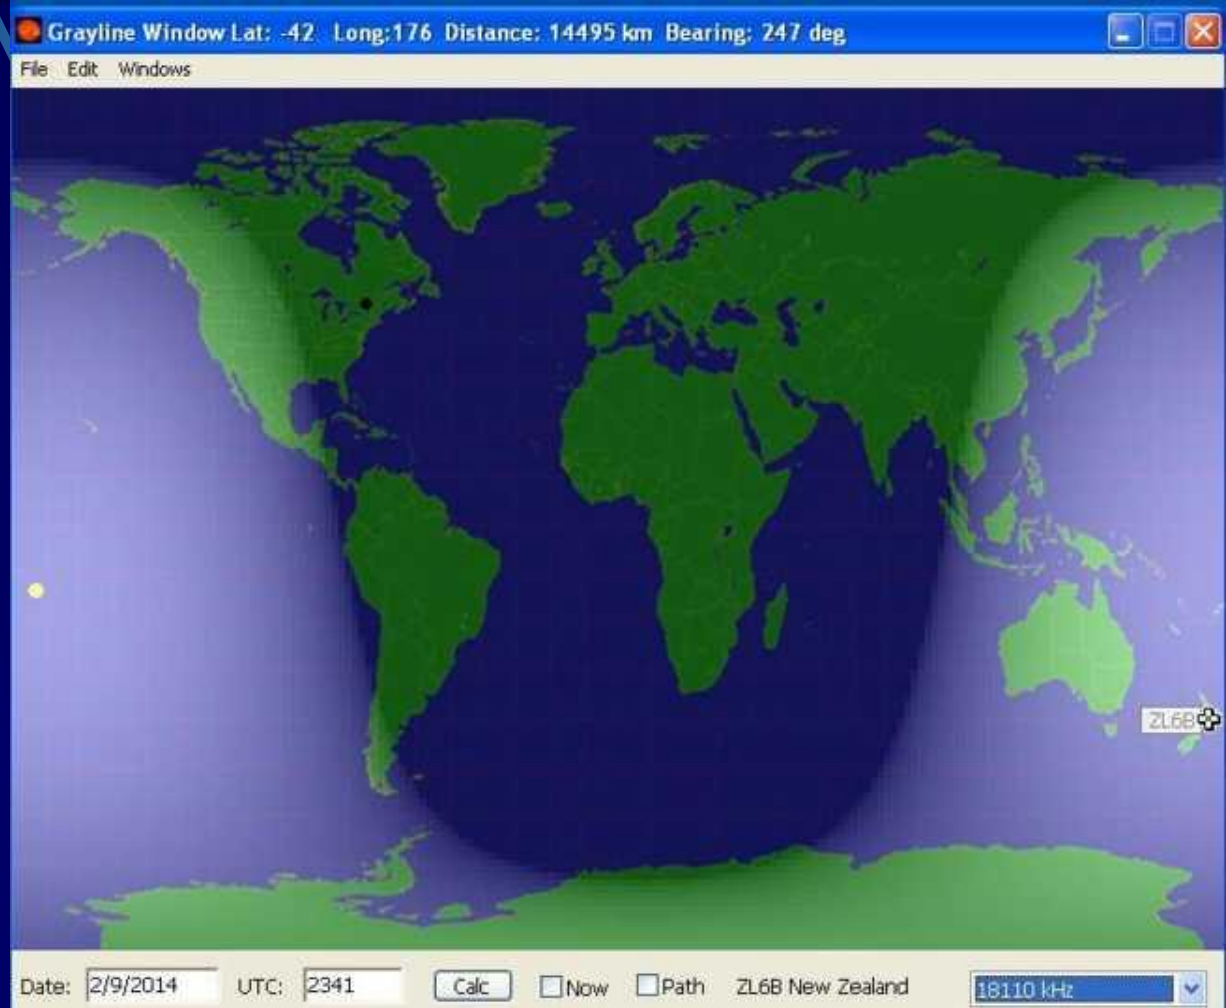 Grayline Window Lat: -42 Long:176 Distance: 14495 km Bearing: 247 deg
File Edit Windows
ZL6B
Date: 2/9/2014 UTC: 2341 Calc Now Path ZL6B New Zealand 18110 kHz